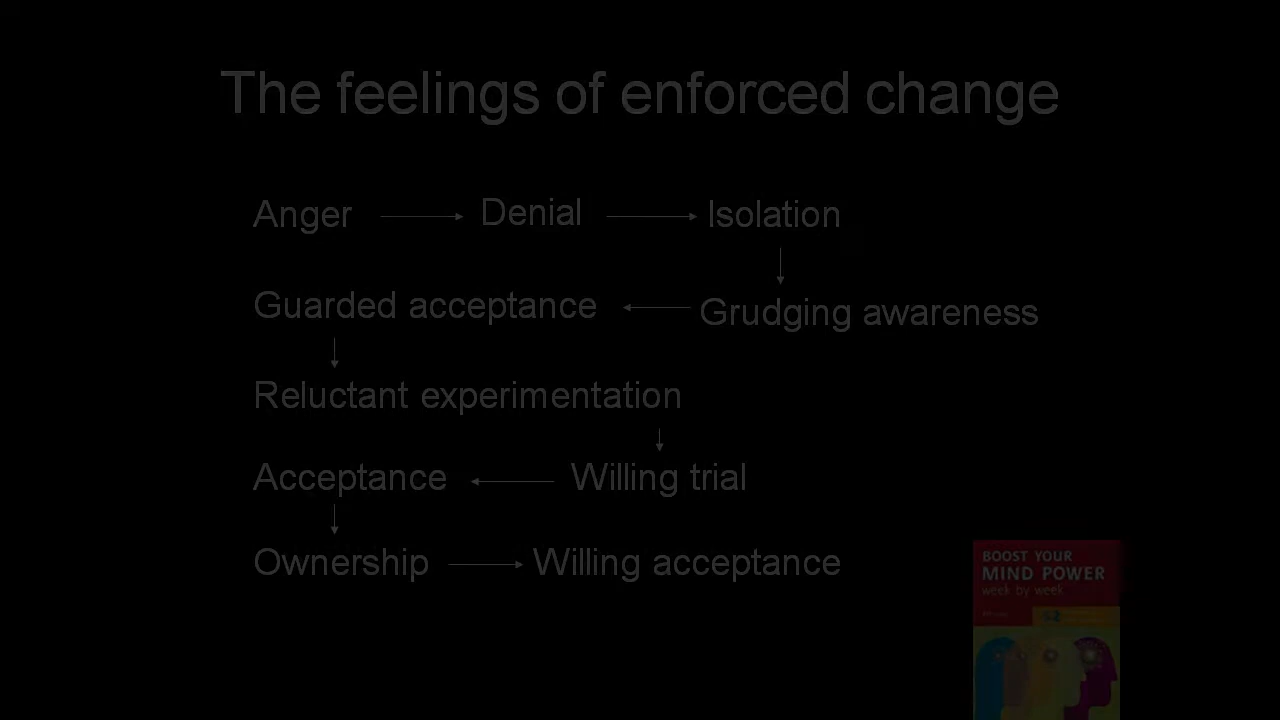 The feelings of enforced change
Anger Denial Isolation
Guarded acceptance Grudging awareness
Reluctant experimentation
Acceptance Willing trial
Ownership Willing acceptance
BOOST YOUR
MIND POWER
week by week
52